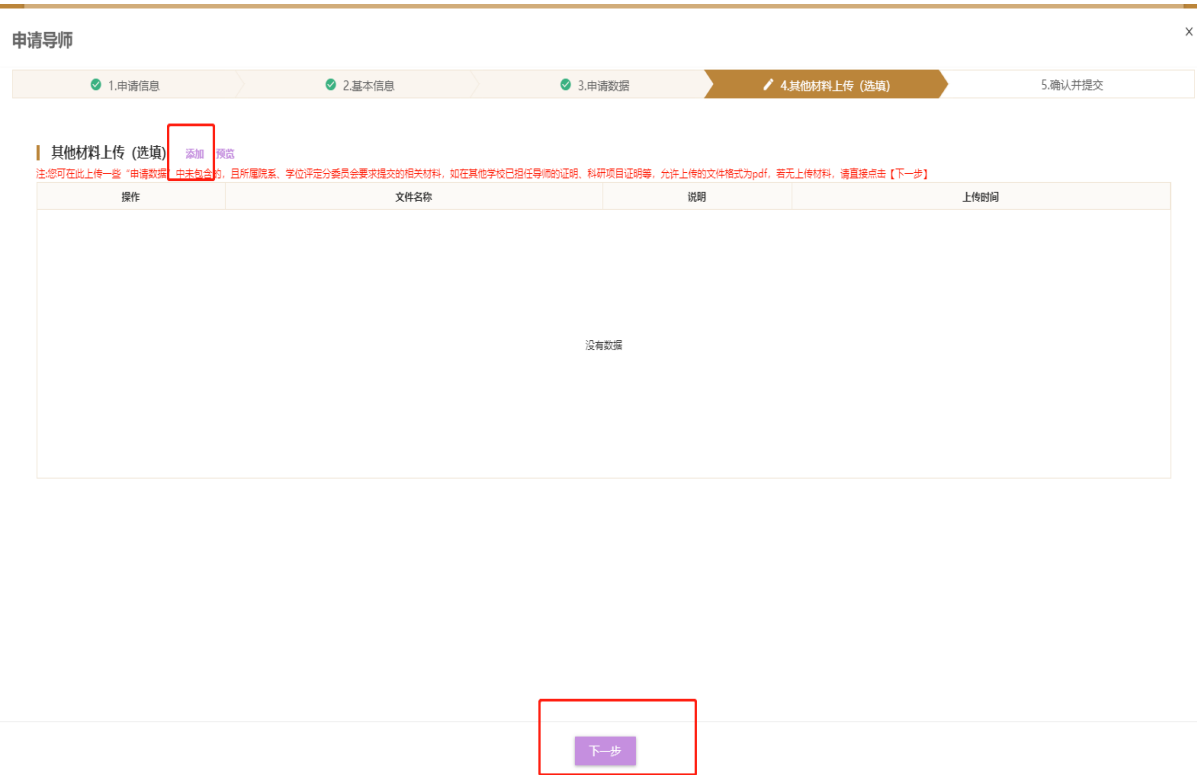 X
申请导师
1.申请信息 2.基本信息 3.申请数据 4.其他材料上传（选填） 5.确认并提交
其他材料上传（选填） 添加 预览
注:您可在此上传一些“申请数据”中未包含的，且所属院系、学位评定分委员会要求提交的相关材料，如在其他学校已担任导师的证明、科研项目证明等，允许上传的文件格式为pdf，若无上传材料，请直接点击【下一步】
操作 文件名称 说明 上传时间
没有数据
下一步